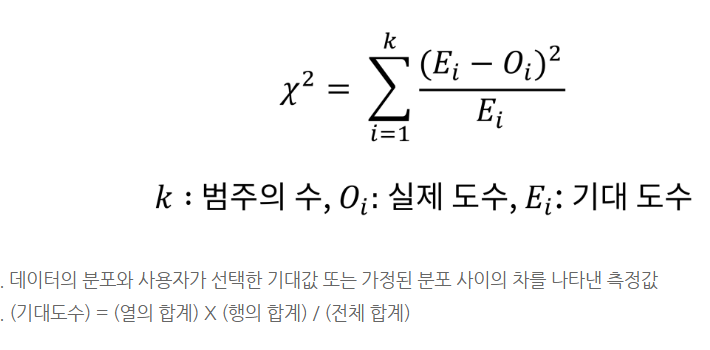 χ² = Σ_{i=1}^{k} (E_i − O_i)² / E_i
k : 범주의 수, O_i: 실제 도수, E_i: 기대 도수
. 데이터의 분포와 사용자가 선택한 기대값 또는 가정된 분포 사이의 차를 나타낸 측정값
. (기대도수) = (열의 합계) X (행의 합계) / (전체 합계)